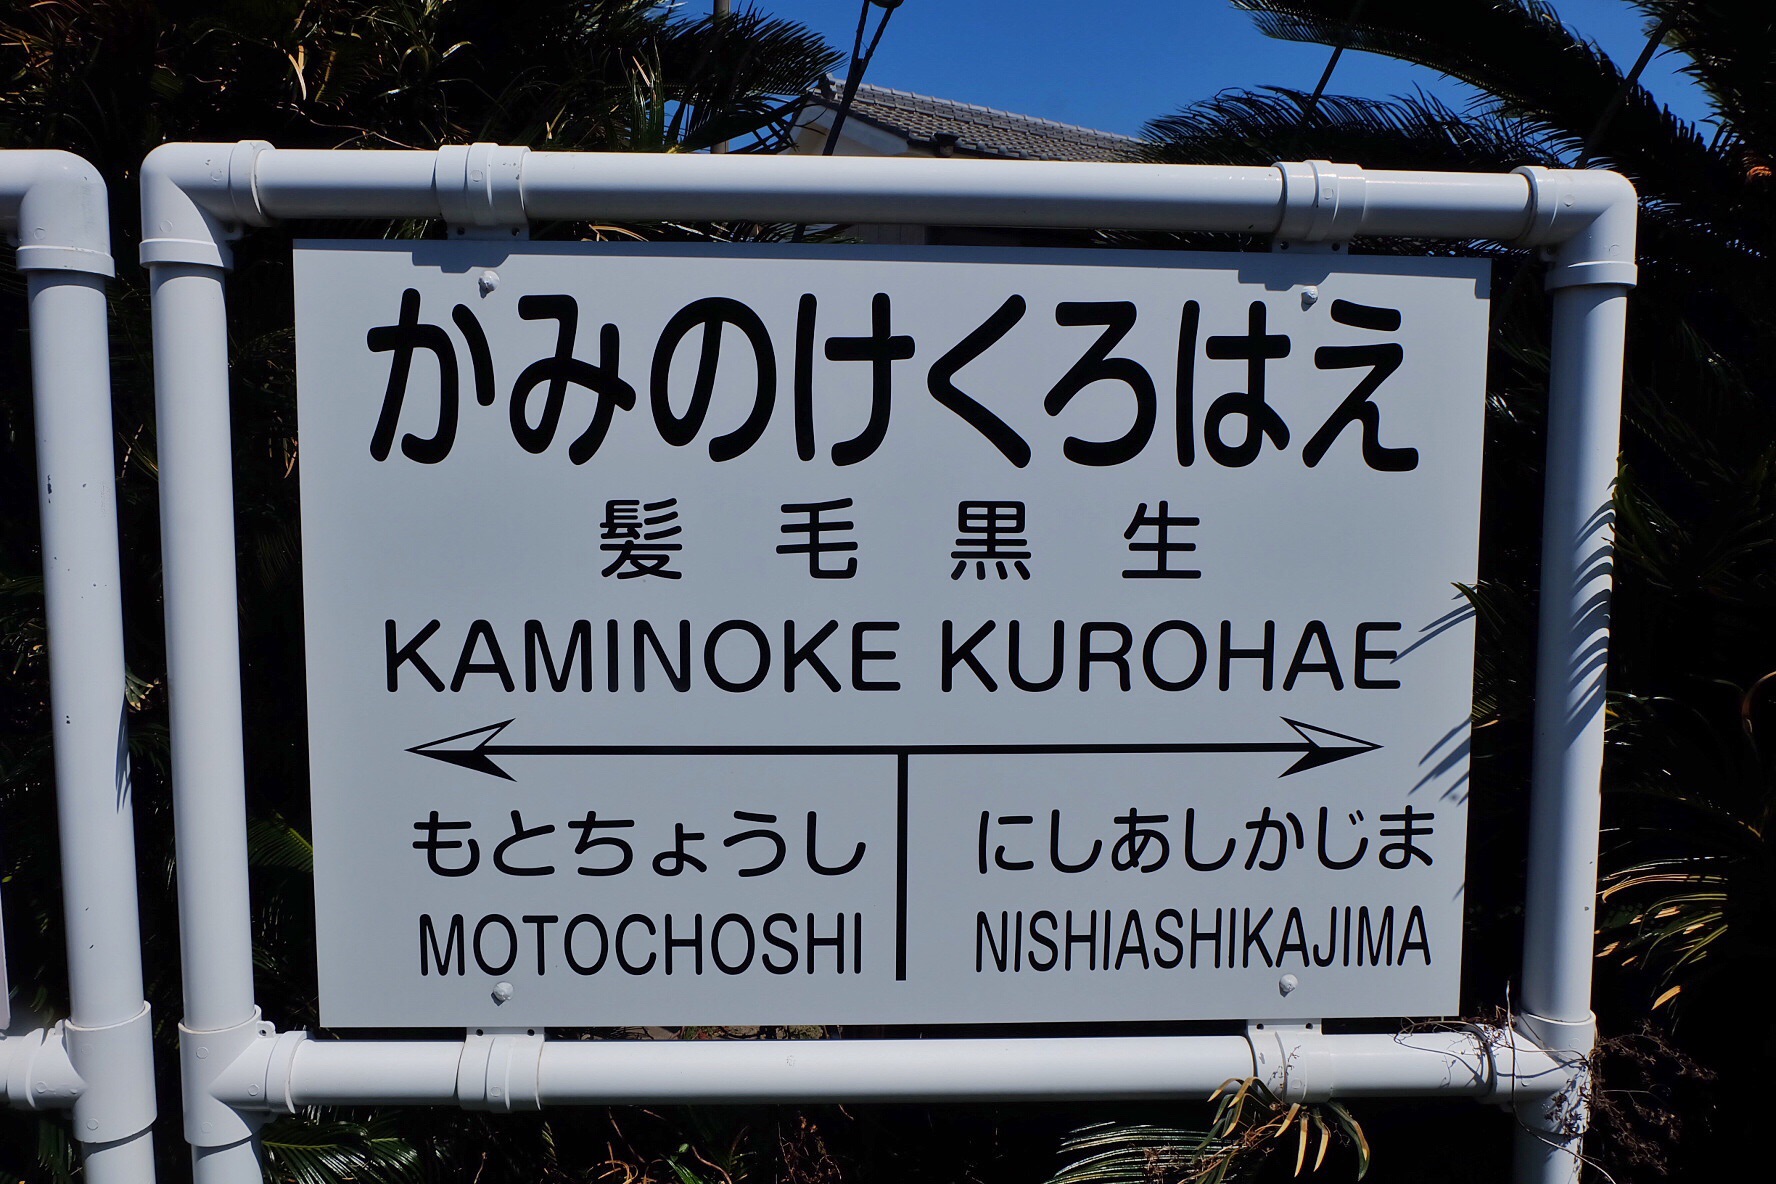 かみのけくろはえ
髪毛黒生
KAMINOKE KUROHAE
もとちょうし
MOTOCHOSHI
にしあしかじま
NISHIASHIKAJIMA